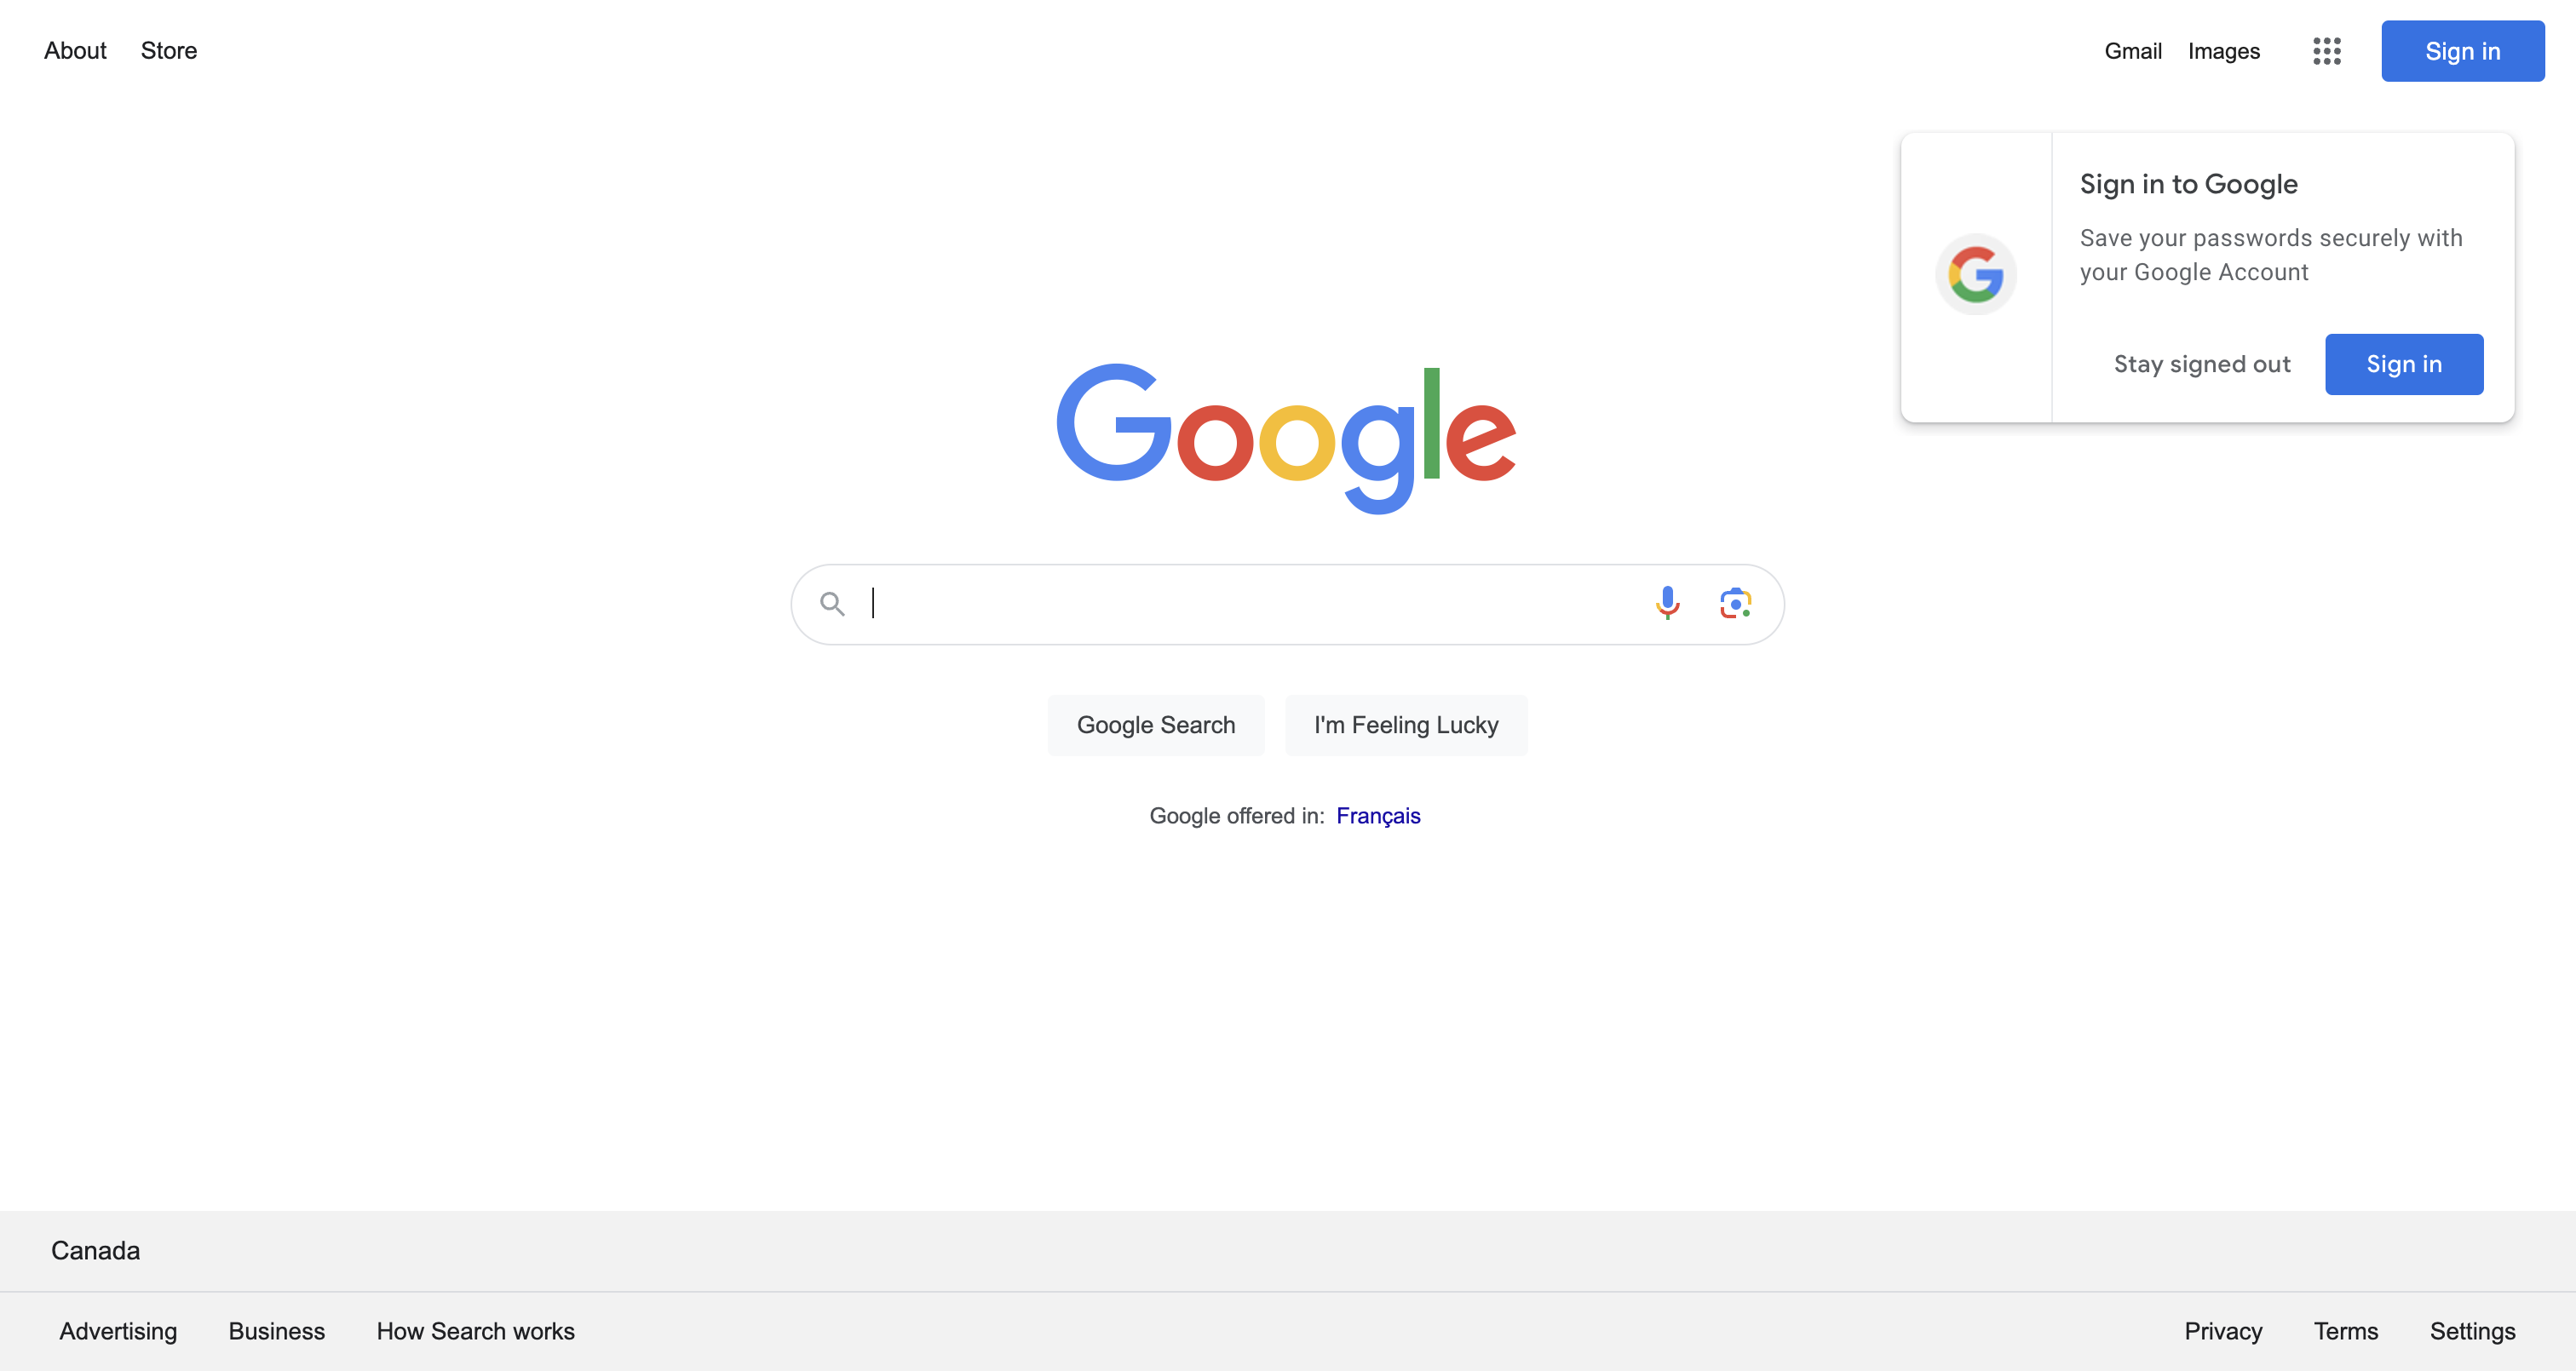 About Store Gmail Images Sign in
Sign in to Google
Save your passwords securely with
your Google Account
Stay signed out Sign in
Google
Google Search I'm Feeling Lucky
Google offered in: Français
Canada
Advertising Business How Search works Privacy Terms Settings